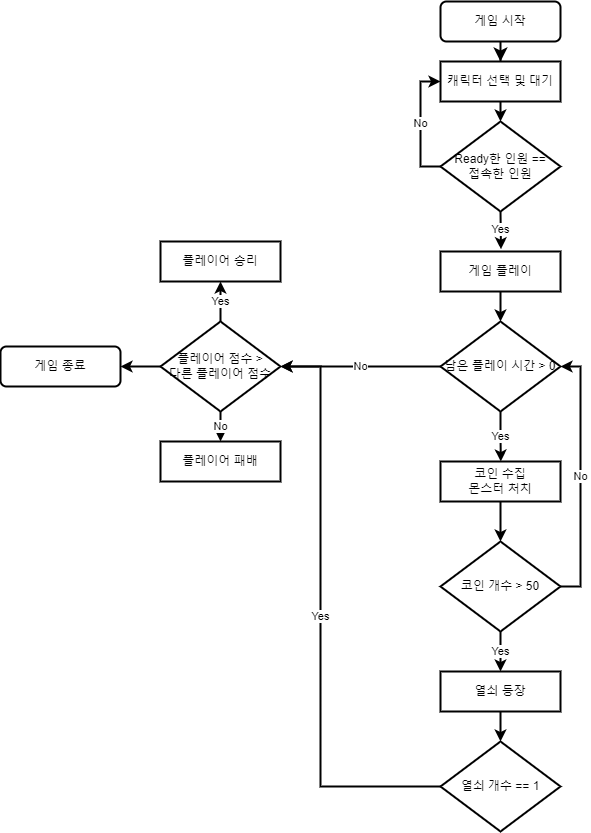 게임 시작
캐릭터 선택 및 대기
No
Ready한 인원 ==
접속한 인원
Yes
게임 플레이
남은 플레이 시간 > 0
No
Yes
코인 수집
몬스터 처치
No
코인 개수 > 50
Yes
열쇠 등장
열쇠 개수 == 1
Yes
플레이어 승리
Yes
플레이어 점수 >
다른 플레이어 점수
게임 종료
No
플레이어 패배